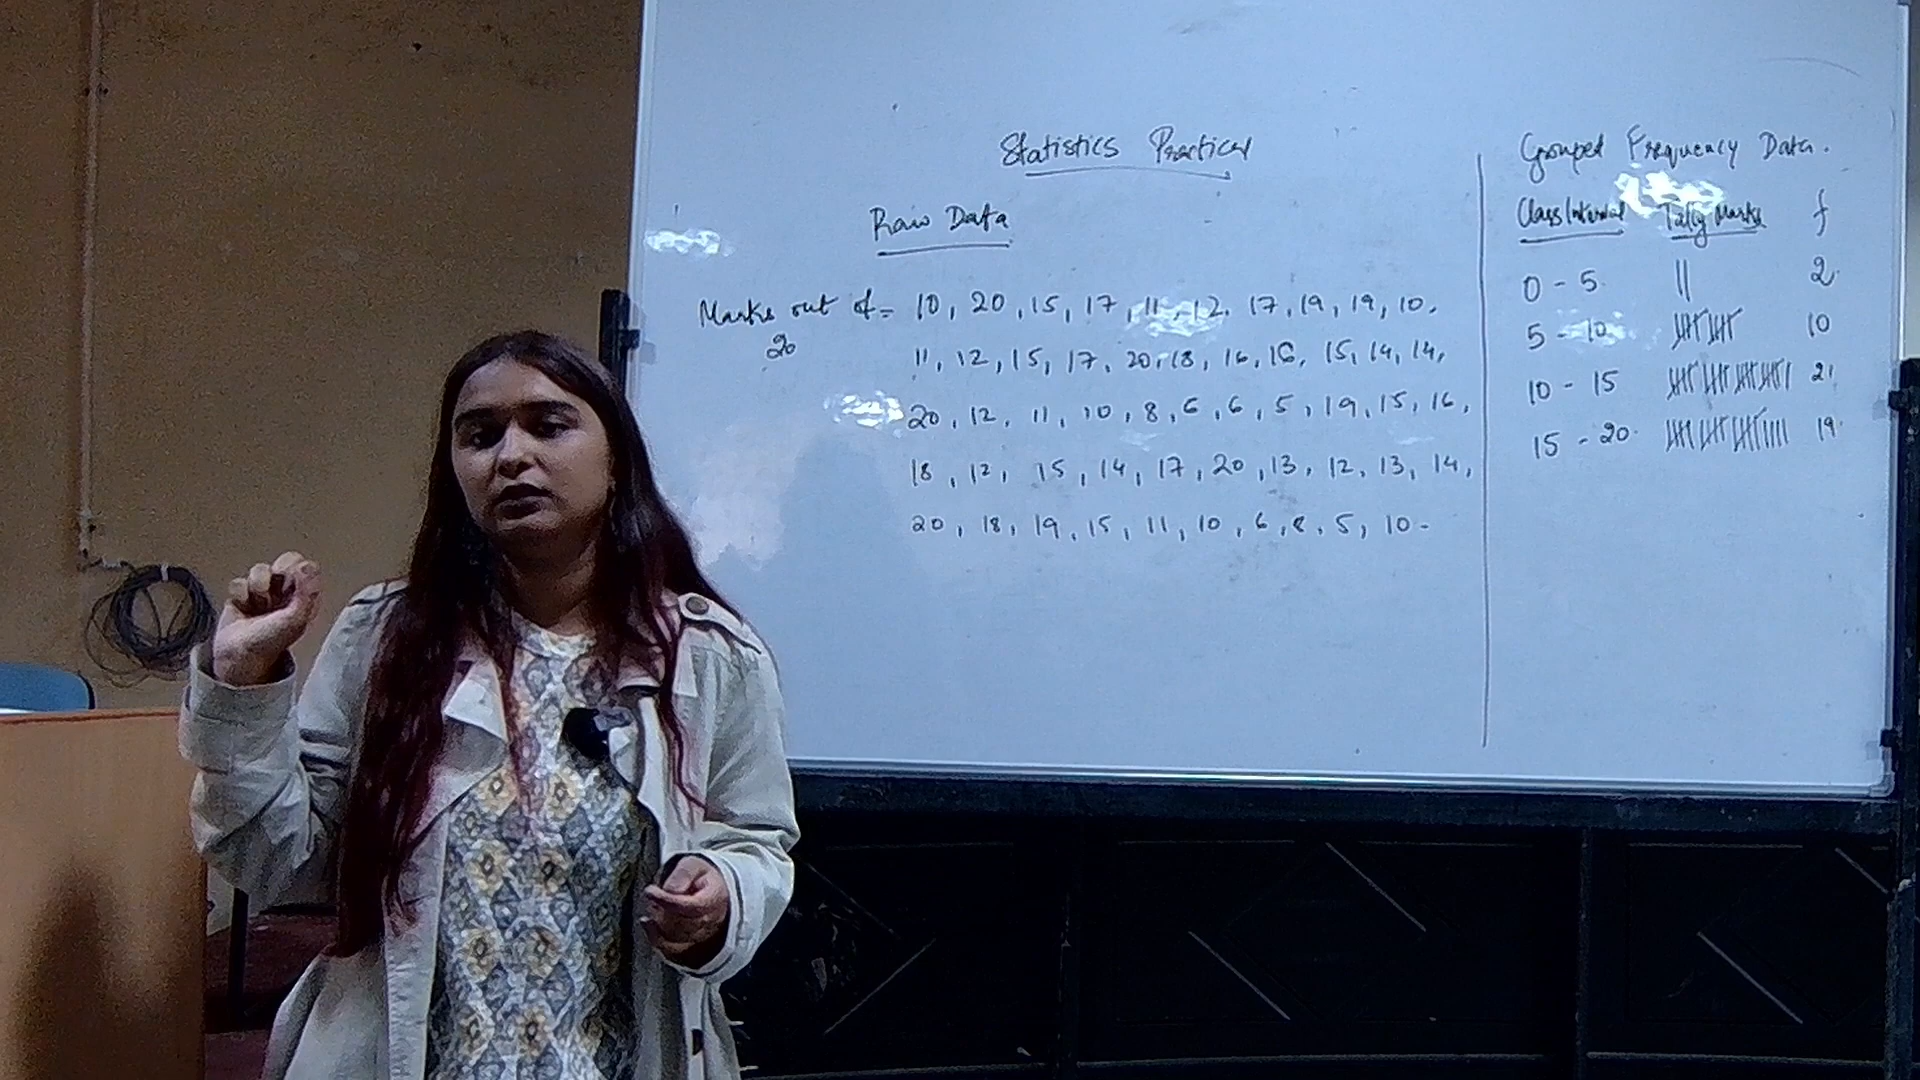 Statistics Practical
Raw Data
Marks out of = 10, 20, 15, 17, 11, 12, 17, 19, 19, 10,
20
11, 12, 15, 17, 20, 18, 16, 16, 15, 14, 14,
20, 12, 11, 10, 8, 6, 6, 5, 19, 15, 16,
18, 12, 15, 14, 17, 20, 13, 12, 13, 14,
20, 18, 19, 15, 11, 10, 6, 8, 5, 10.
Grouped Frequency Data.
Class Interval Tally Marks f
0 - 5 || 2
5 - 10 10
10 - 15 21
15 - 20 19